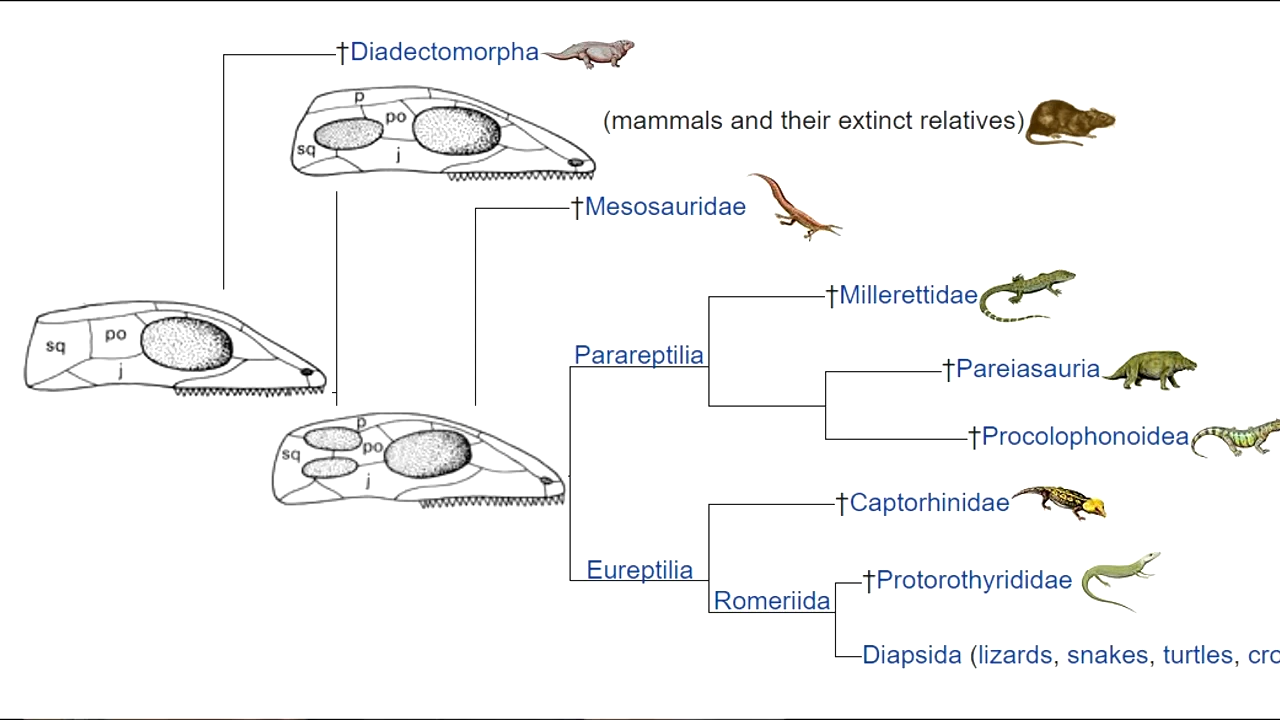 †Diadectomorpha
p
po
sq
j
(mammals and their extinct relatives)
†Mesosauridae
†Millerettidae
sq
po
j
Parareptilia
†Pareiasauria
p
sq
po
j
†Procolophonoidea
†Captorhinidae
Eureptilia
†Protorothyrididae
Romeriida
Diapsida (lizards, snakes, turtles, cro